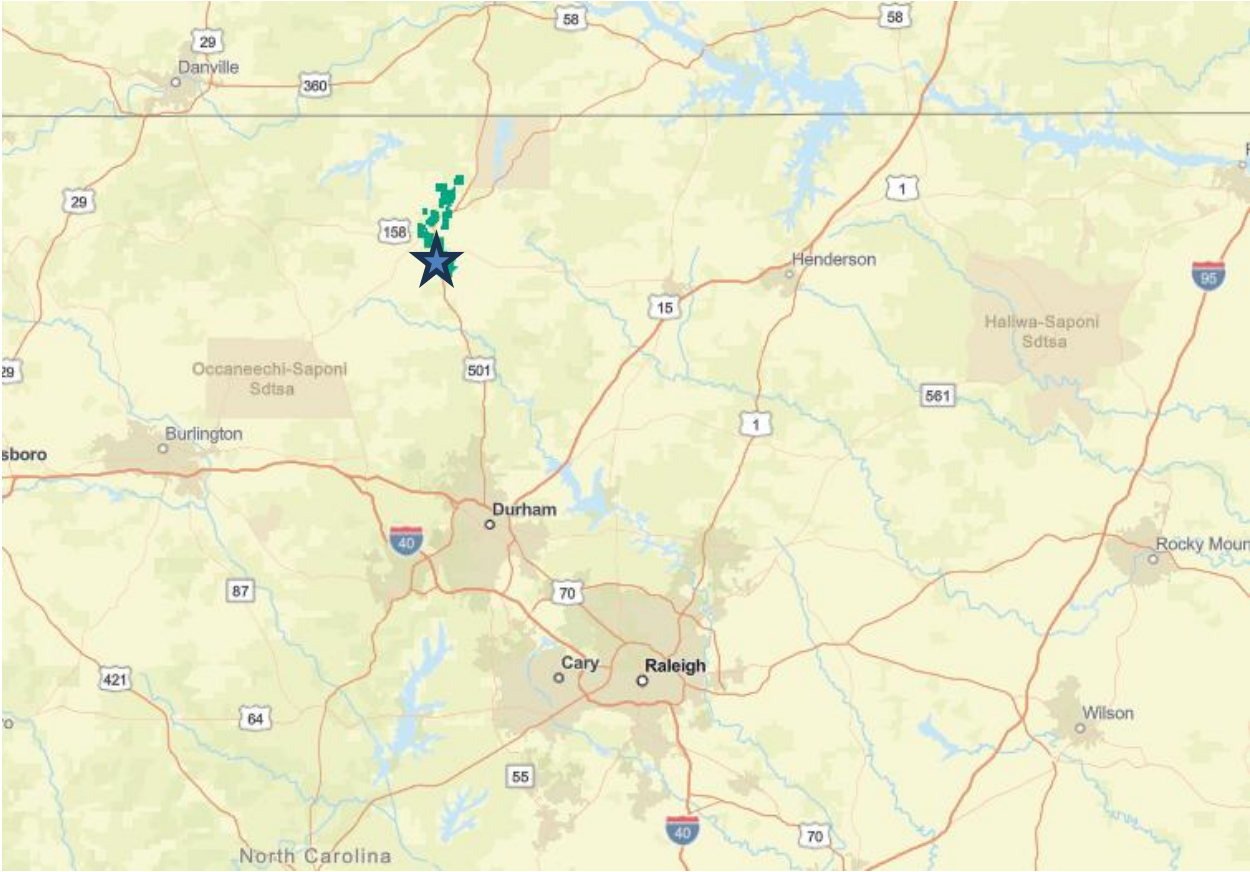 58
58
29
Danville
360
29
1
158
Henderson
95
15
Haliwa-Saponi
Sdtsa
Occaneechi-Saponi
Sdtsa
29
501
561
1
Burlington
sboro
Durham
40
Rocky Moun
87
70
Cary
Raleigh
421
64
Wilson
55
40
70
North Carolina